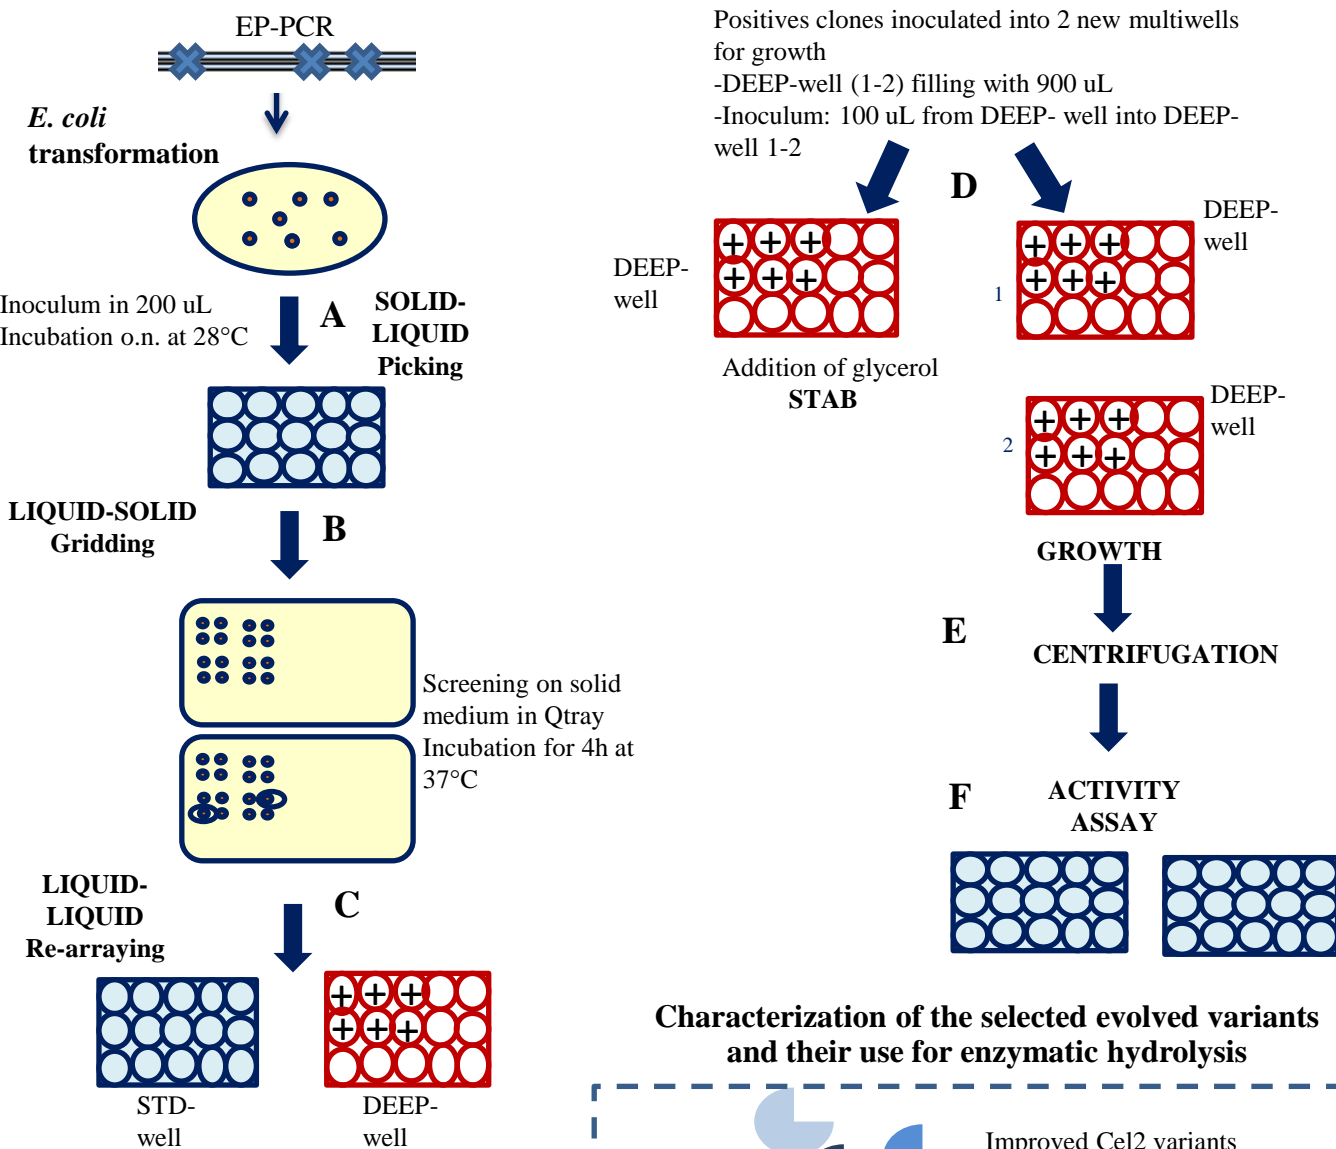 EP-PCR
E. coli
transformation
Inoculum in 200 uL
Incubation o.n. at 28°C
A
SOLID-
LIQUID
Picking
LIQUID-SOLID
Gridding
B
Screening on solid
medium in Qtray
Incubation for 4h at
37°C
LIQUID-
LIQUID
Re-arraying
C
+ + +
+ + +
STD-
well
DEEP-
well
Positives clones inoculated into 2 new multiwells
for growth
-DEEP-well (1-2) filling with 900 uL
-Inoculum: 100 uL from DEEP- well into DEEP-
well 1-2
D
DEEP-
well
+ + +
+ + +
Addition of glycerol
STAB
DEEP-
well
1
+ + +
+ + +
DEEP-
well
2
+ + +
+ + +
GROWTH
E
CENTRIFUGATION
F
ACTIVITY
ASSAY
Characterization of the selected evolved variants
and their use for enzymatic hydrolysis
Improved Cel2 variants